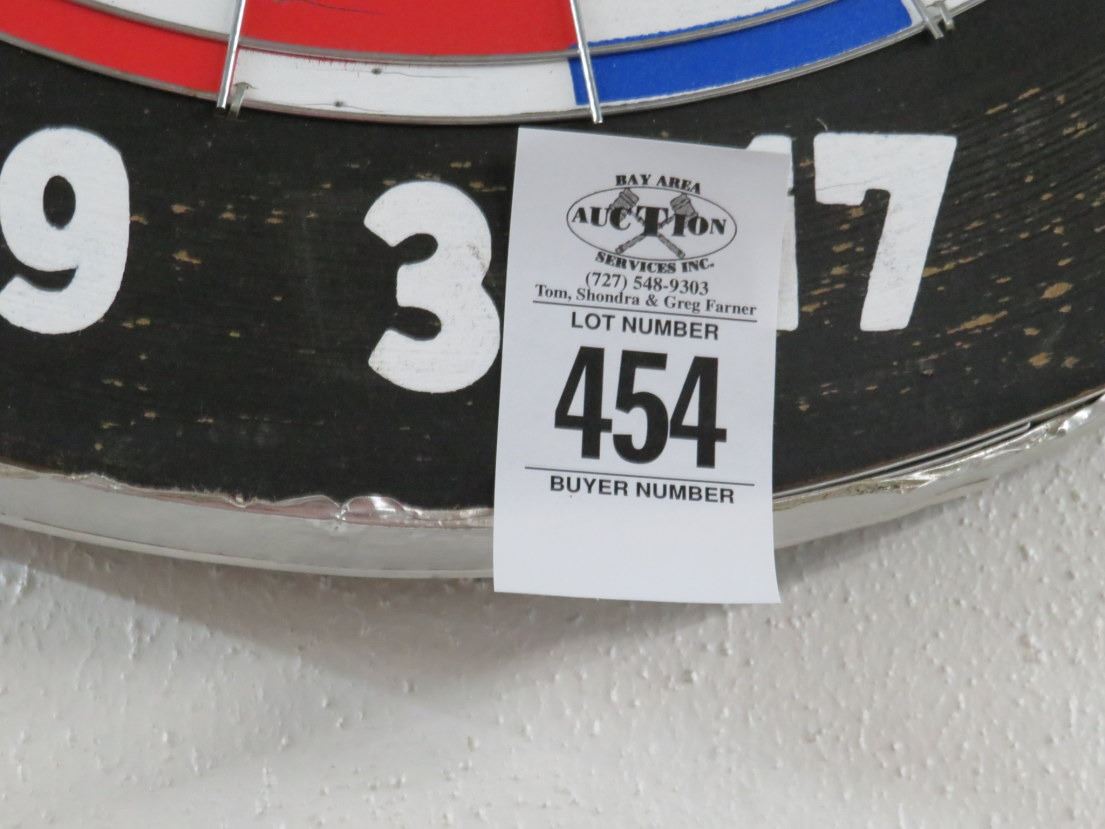 9
3
17
BAY AREA
AUCTION
SERVICES INC.
(727) 548-9303
Tom, Shondra & Greg Farner
LOT NUMBER
454
BUYER NUMBER